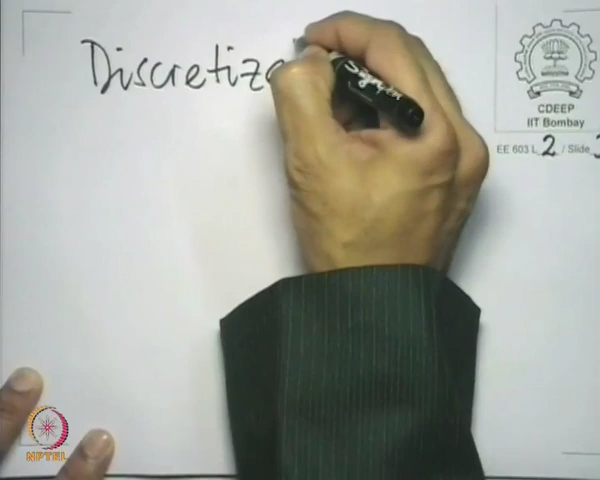 Discretiza
CDEEP
IIT Bombay
EE 603 L 2 / Slide
NPTEL